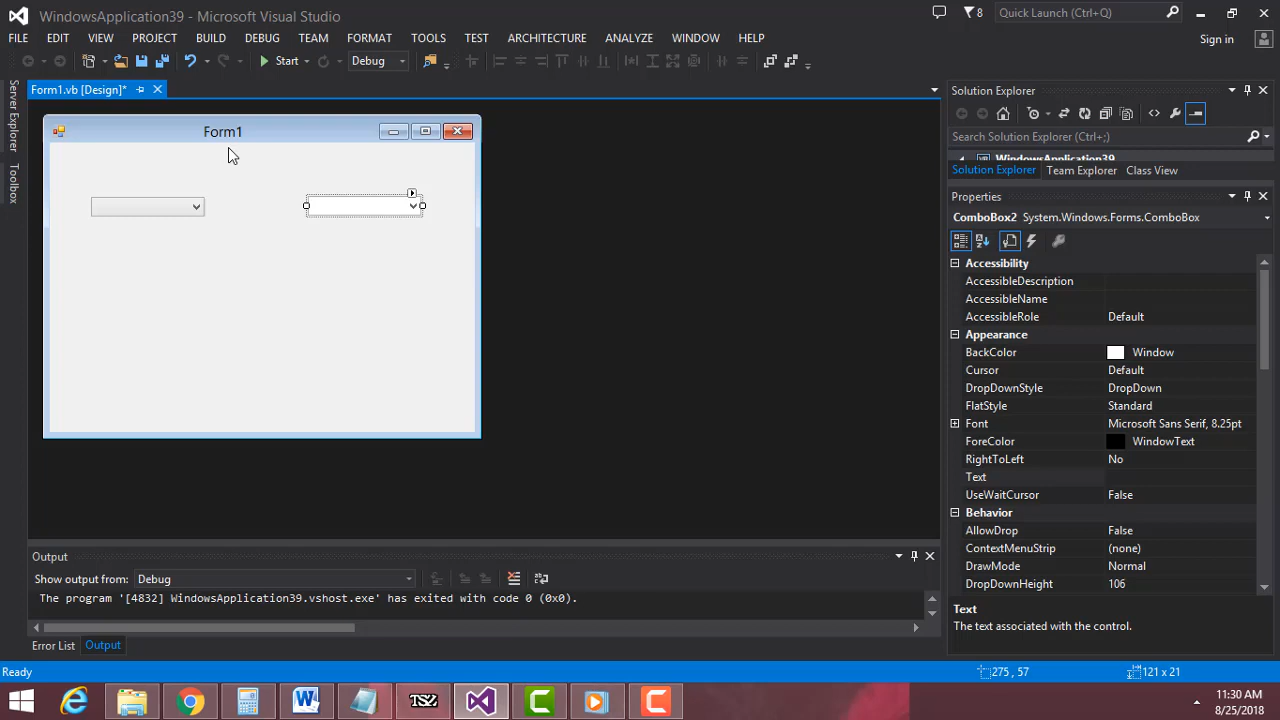 WindowsApplication39 - Microsoft Visual Studio
8
Quick Launch (Ctrl+Q)
FILE EDIT VIEW PROJECT BUILD DEBUG TEAM FORMAT TOOLS TEST ARCHITECTURE ANALYZE WINDOW HELP
Sign in
Start
Debug
Server Explorer
Toolbox
Form1.vb [Design]*
Form1
Solution Explorer
Search Solution Explorer (Ctrl+;)
WindowsApplication39
Solution Explorer Team Explorer Class View
Properties
ComboBox2 System.Windows.Forms.ComboBox
Accessibility
AccessibleDescription
AccessibleName
AccessibleRole Default
Appearance
BackColor Window
Cursor Default
DropDownStyle DropDown
FlatStyle Standard
Font Microsoft Sans Serif, 8.25pt
ForeColor WindowText
RightToLeft No
Text
UseWaitCursor False
Behavior
AllowDrop False
ContextMenuStrip (none)
DrawMode Normal
DropDownHeight 106
Text
The text associated with the control.
Output
Show output from: Debug
The program '[4832] WindowsApplication39.vshost.exe' has exited with code 0 (0x0).
Error List Output
Ready
275 , 57
121 x 21
TSZ
11:30 AM
8/25/2018